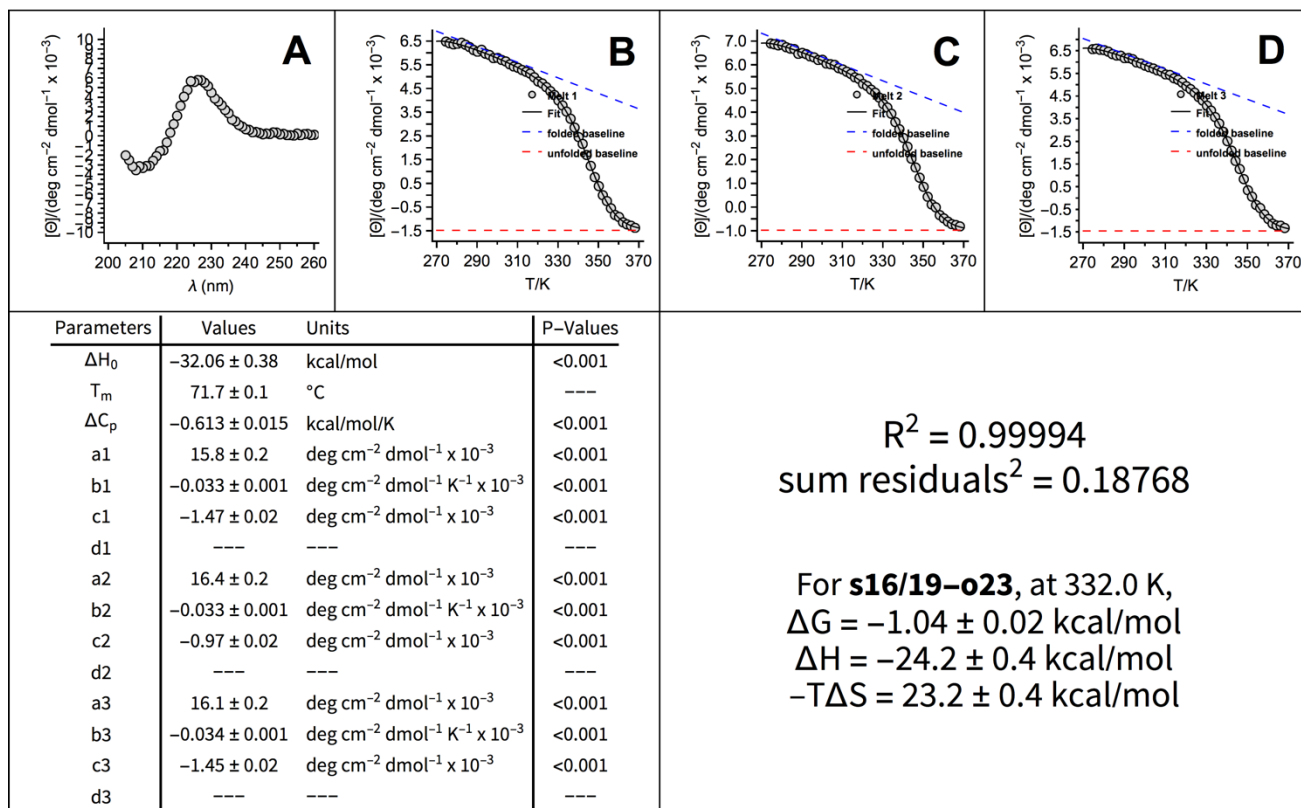 A
[Θ]/(deg cm⁻² dmol⁻¹ x 10⁻³)
10
9
8
7
6
5
4
3
2
1
0
−1
−2
−3
−4
−5
−6
−7
−8
−9
−10
200 210 220 230 240 250 260
λ (nm)
B
[Θ]/(deg cm⁻² dmol⁻¹ x 10⁻³)
6.5
5.5
4.5
3.5
2.5
1.5
0.5
−0.5
−1.5
Melt 1
Fit
folded baseline
unfolded baseline
270 290 310 330 350 370
T/K
C
[Θ]/(deg cm⁻² dmol⁻¹ x 10⁻³)
7.0
6.0
5.0
4.0
3.0
2.0
1.0
0.0
−1.0
Melt 2
Fit
folded baseline
unfolded baseline
270 290 310 330 350 370
T/K
D
[Θ]/(deg cm⁻² dmol⁻¹ x 10⁻³)
6.5
5.5
4.5
3.5
2.5
1.5
0.5
−0.5
−1.5
Melt 3
Fit
folded baseline
unfolded baseline
270 290 310 330 350 370
T/K
Parameters Values Units P−Values
ΔH₀ −32.06 ± 0.38 kcal/mol <0.001
Tₘ 71.7 ± 0.1 °C −−−
ΔCₚ −0.613 ± 0.015 kcal/mol/K <0.001
a1 15.8 ± 0.2 deg cm⁻² dmol⁻¹ x 10⁻³ <0.001
b1 −0.033 ± 0.001 deg cm⁻² dmol⁻¹ K⁻¹ x 10⁻³ <0.001
c1 −1.47 ± 0.02 deg cm⁻² dmol⁻¹ x 10⁻³ <0.001
d1 −−− −−− −−−
a2 16.4 ± 0.2 deg cm⁻² dmol⁻¹ x 10⁻³ <0.001
b2 −0.033 ± 0.001 deg cm⁻² dmol⁻¹ K⁻¹ x 10⁻³ <0.001
c2 −0.97 ± 0.02 deg cm⁻² dmol⁻¹ x 10⁻³ <0.001
d2 −−− −−− −−−
a3 16.1 ± 0.2 deg cm⁻² dmol⁻¹ x 10⁻³ <0.001
b3 −0.034 ± 0.001 deg cm⁻² dmol⁻¹ K⁻¹ x 10⁻³ <0.001
c3 −1.45 ± 0.02 deg cm⁻² dmol⁻¹ x 10⁻³ <0.001
d3 −−− −−− −−−
R² = 0.99994
sum residuals² = 0.18768
For s16/19−o23, at 332.0 K,
ΔG = −1.04 ± 0.02 kcal/mol
ΔH = −24.2 ± 0.4 kcal/mol
−TΔS = 23.2 ± 0.4 kcal/mol